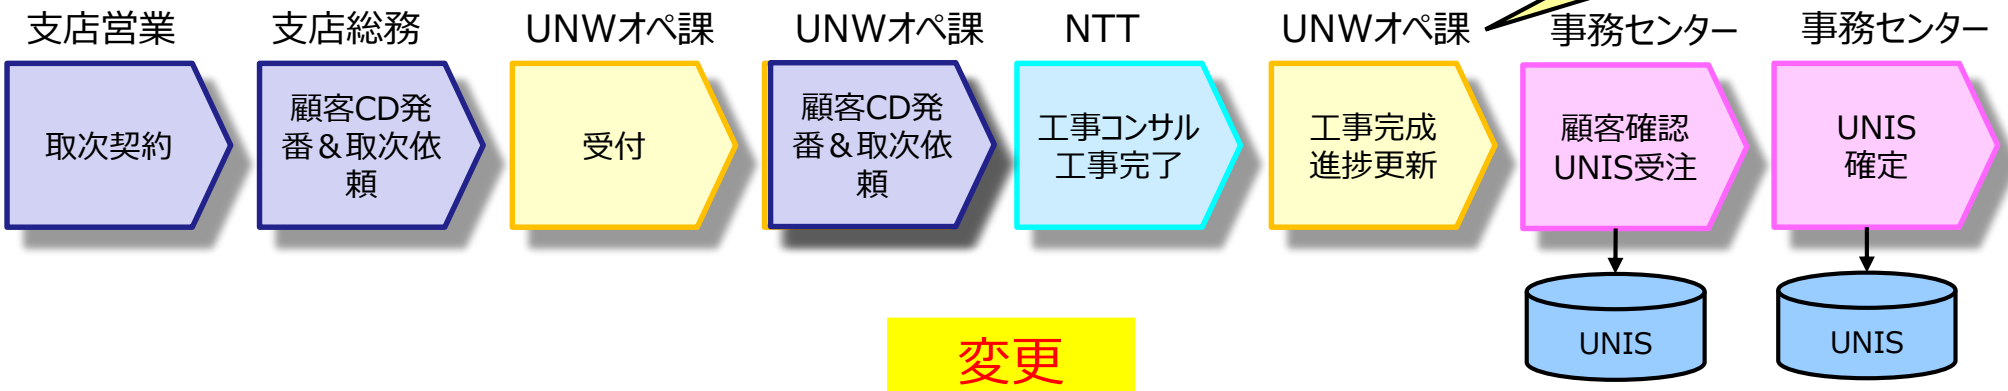 支店営業
支店総務
UNWオペ課
UNWオペ課
NTT
UNWオペ課
事務センター
事務センター
取次契約
顧客CD発
番＆取次依
頼
受付
顧客CD発
番＆取次依
頼
工事コンサル
工事完了
工事完成
進捗更新
顧客確認
UNIS受注
UNIS
確定
UNIS
UNIS
変更